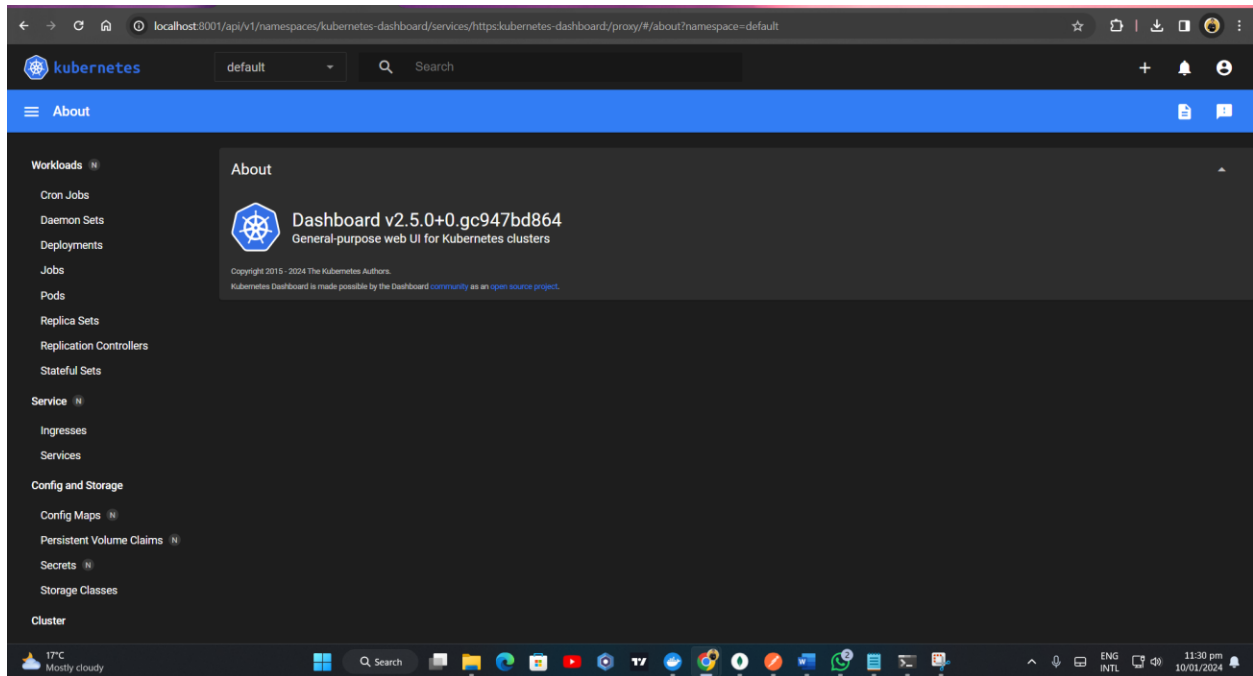 localhost:8001/api/v1/namespaces/kubernetes-dashboard/services/https:kubernetes-dashboard:/proxy/#/about?namespace=default
kubernetes
default
Search
About
Workloads N
Cron Jobs
Daemon Sets
Deployments
Jobs
Pods
Replica Sets
Replication Controllers
Stateful Sets
Service N
Ingresses
Services
Config and Storage
Config Maps N
Persistent Volume Claims N
Secrets N
Storage Classes
Cluster
About
Dashboard v2.5.0+0.gc947bd864
General-purpose web UI for Kubernetes clusters
Copyright 2015 - 2024 The Kubernetes Authors.
Kubernetes Dashboard is made possible by the Dashboard community as an open source project.
17°C
Mostly cloudy
Search
2
ENG
INTL
11:30 pm
10/01/2024